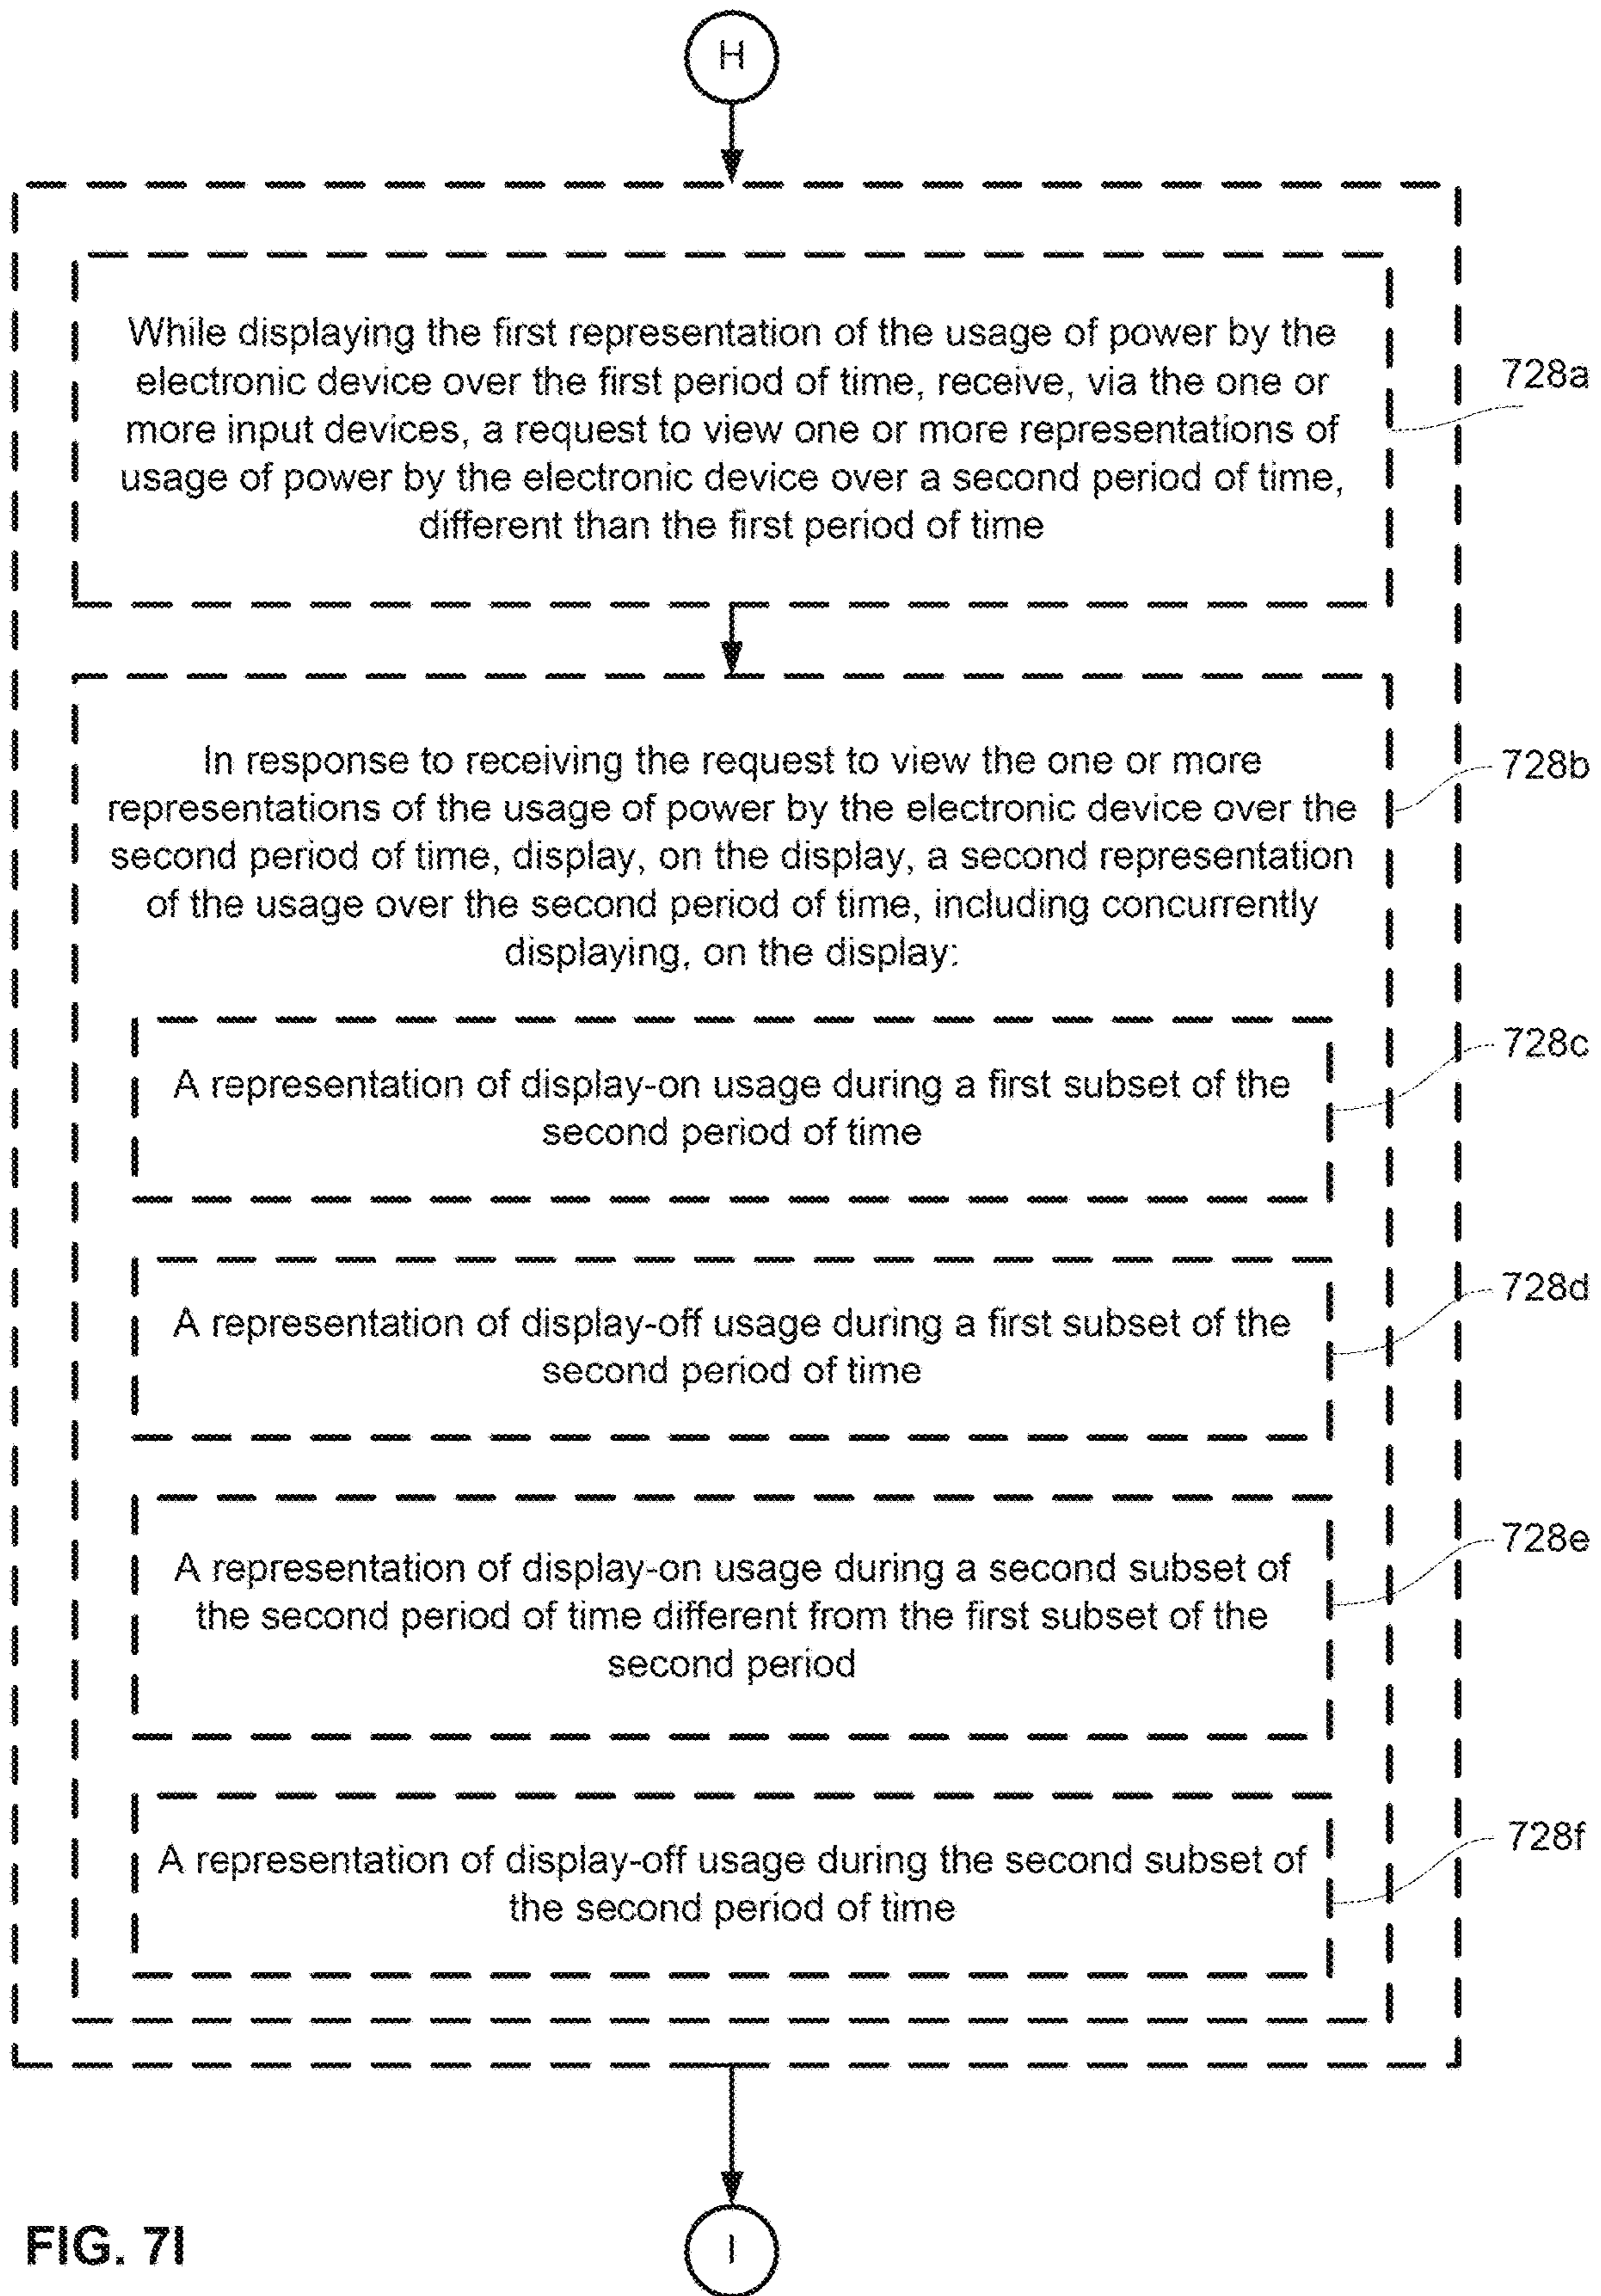 H
While displaying the first representation of the usage of power by the
electronic device over the first period of time, receive, via the one or
more input devices, a request to view one or more representations of
usage of power by the electronic device over a second period of time,
different than the first period of time
728a
In response to receiving the request to view the one or more
representations of the usage of power by the electronic device over the
second period of time, display, on the display, a second representation
of the usage over the second period of time, including concurrently
displaying, on the display:
728b
A representation of display-on usage during a first subset of the
second period of time
728c
A representation of display-off usage during a first subset of the
second period of time
728d
A representation of display-on usage during a second subset of
the second period of time different from the first subset of the
second period
728e
A representation of display-off usage during the second subset of
the second period of time
728f
I
FIG. 7I